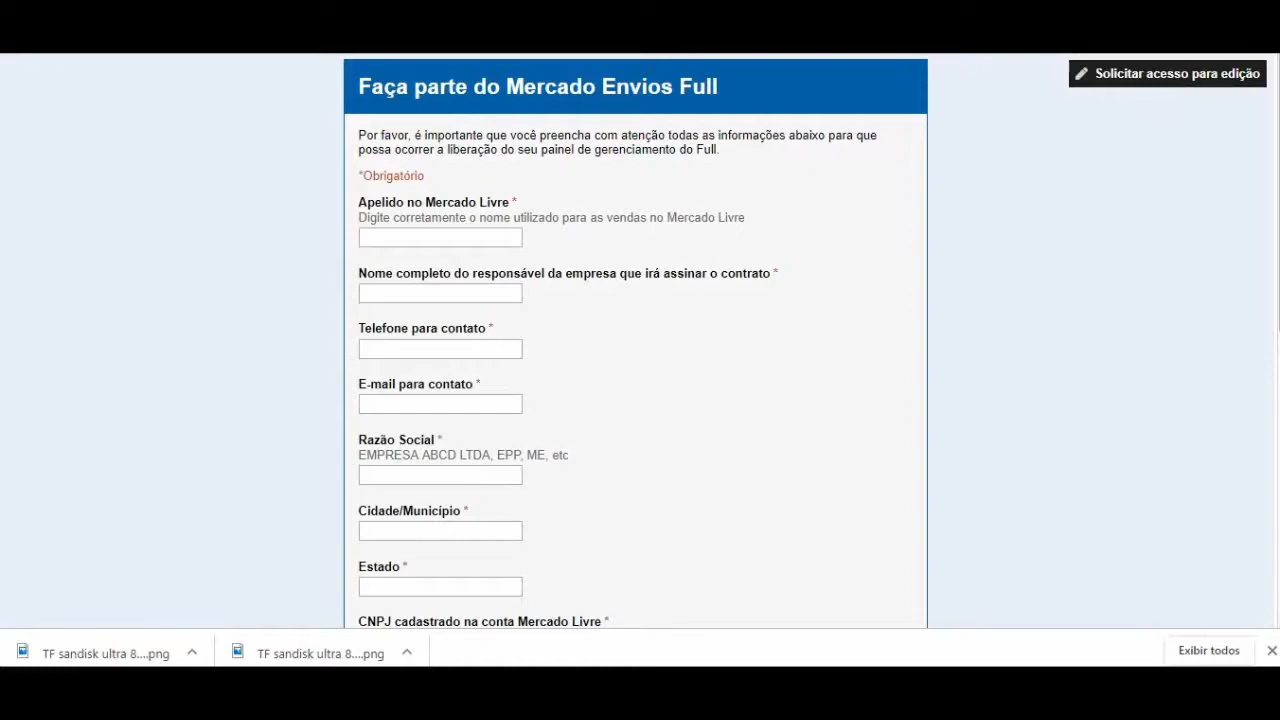 Faça parte do Mercado Envios Full
Solicitar acesso para edição
Por favor, é importante que você preencha com atenção todas as informações abaixo para que
possa ocorrer a liberação do seu painel de gerenciamento do Full.
*Obrigatório
Apelido no Mercado Livre *
Digite corretamente o nome utilizado para as vendas no Mercado Livre
Nome completo do responsável da empresa que irá assinar o contrato *
Telefone para contato *
E-mail para contato *
Razão Social *
EMPRESA ABCD LTDA, EPP, ME, etc
Cidade/Município *
Estado *
CNPJ cadastrado na conta Mercado Livre *
TF sandisk ultra 8....png
TF sandisk ultra 8....png
Exibir todos